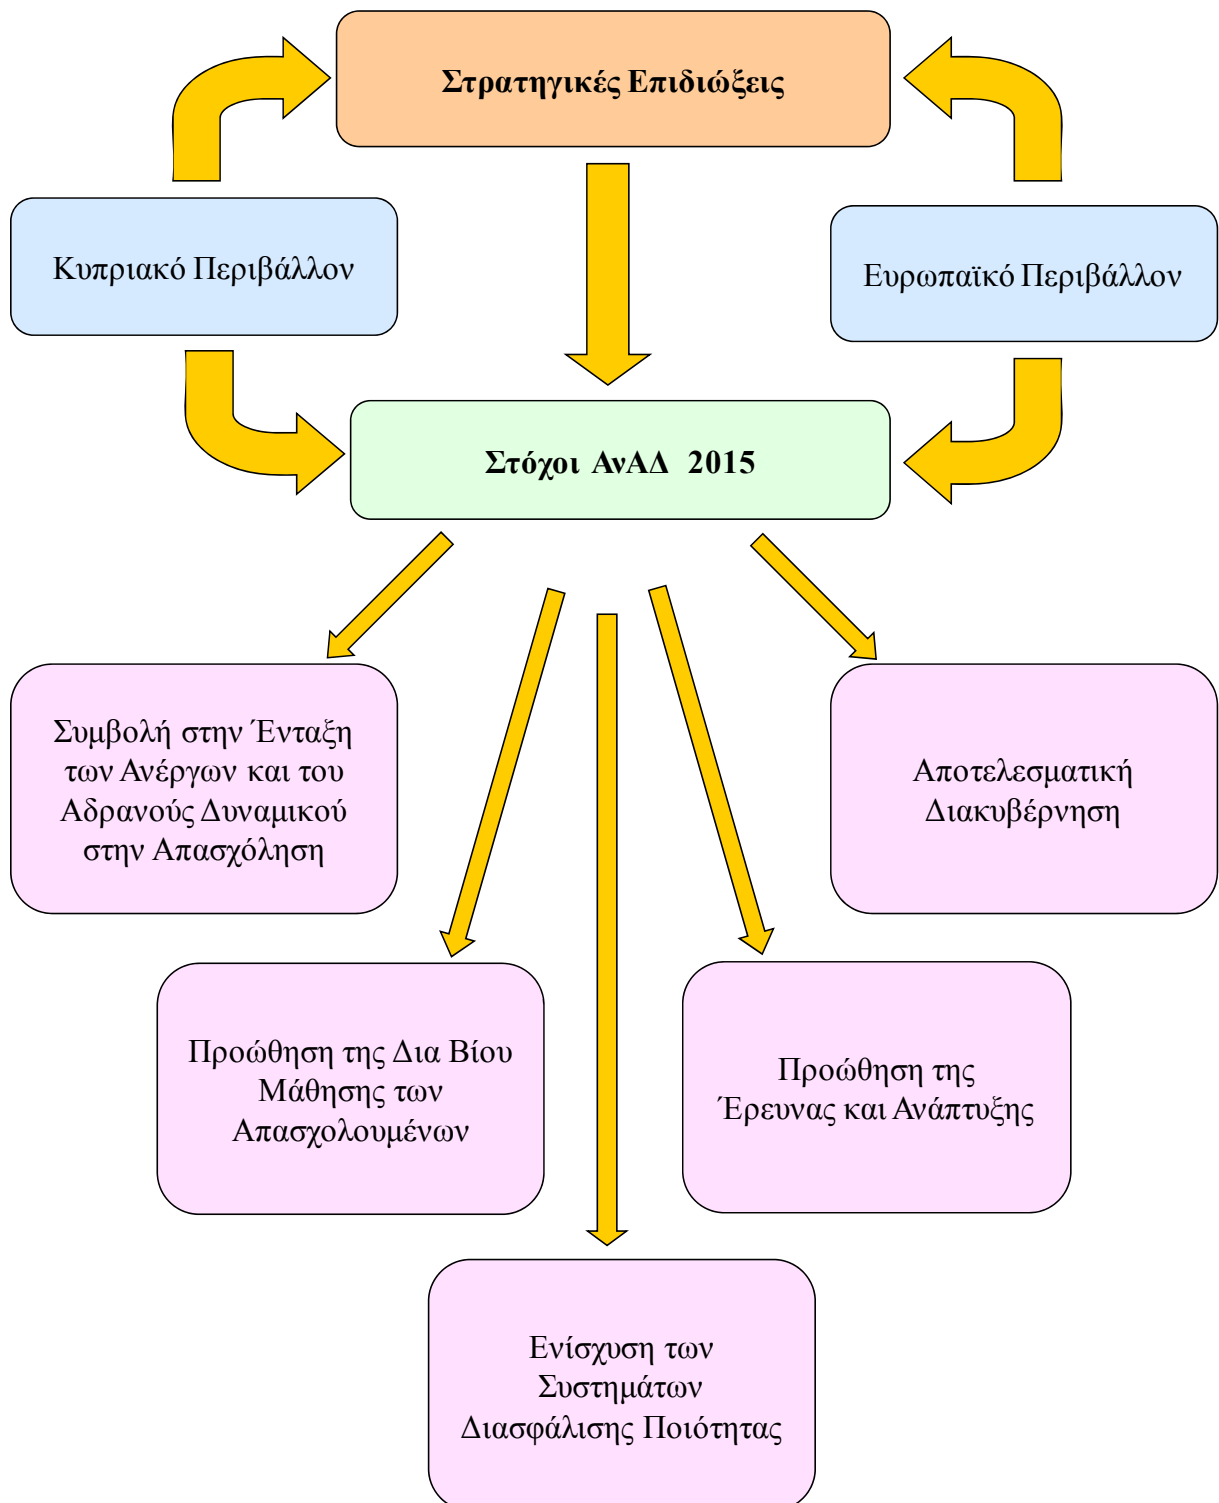 Στρατηγικές Επιδιώξεις
Κυπριακό Περιβάλλον
Ευρωπαϊκό Περιβάλλον
Στόχοι ΑνΑΔ 2015
Συμβολή στην Ένταξη
των Ανέργων και του
Αδρανούς Δυναμικού
στην Απασχόληση
Αποτελεσματική
Διακυβέρνηση
Προώθηση της Δια Βίου
Μάθησης των
Απασχολουμένων
Προώθηση της
Έρευνας και Ανάπτυξης
Ενίσχυση των
Συστημάτων
Διασφάλισης Ποιότητας